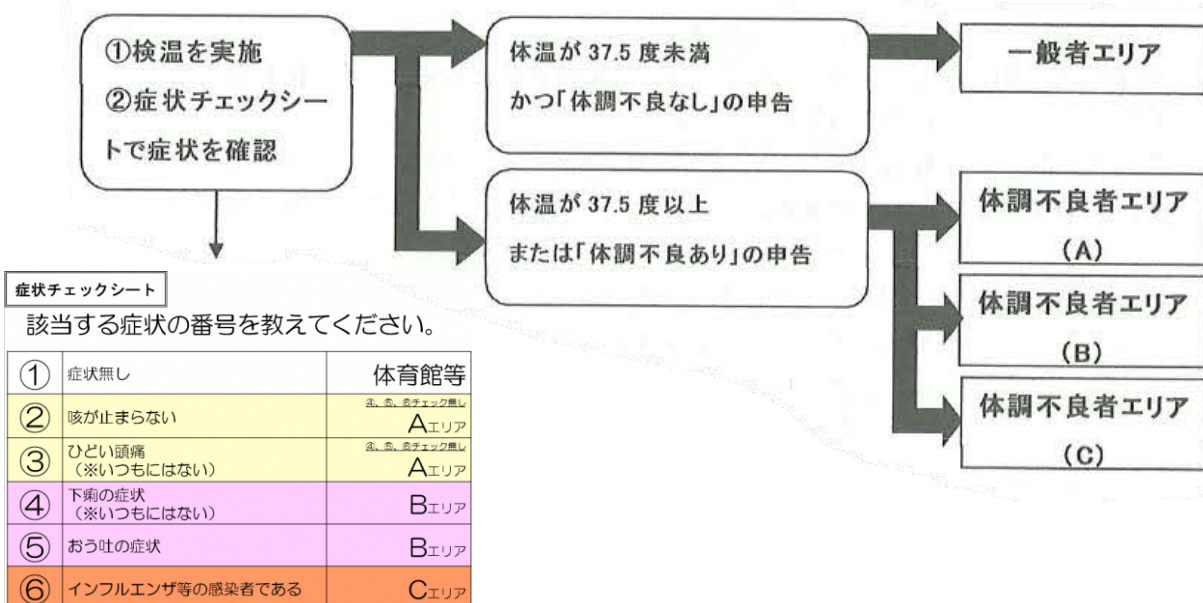 ①検温を実施
②症状チェックシー
トで症状を確認
体温が 37.5 度未満
かつ「体調不良なし」の申告
一般者エリア
体温が 37.5 度以上
または「体調不良あり」の申告
体調不良者エリア
（A）
体調不良者エリア
（B）
体調不良者エリア
（C）
症状チェックシート
該当する症状の番号を教えてください。
① 症状無し 体育館等
② 咳が止まらない ④、⑤、⑥チェック無し
Aエリア
③ ひどい頭痛
（※いつもにはない） ④、⑤、⑥チェック無し
Aエリア
④ 下痢の症状
（※いつもにはない） Bエリア
⑤ おう吐の症状 Bエリア
⑥ インフルエンザ等の感染者である Cエリア